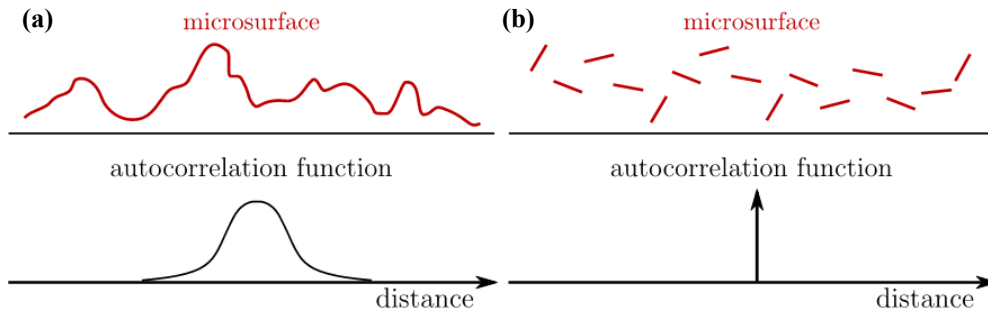 (a)
microsurface
autocorrelation function
distance
(b)
microsurface
autocorrelation function
distance